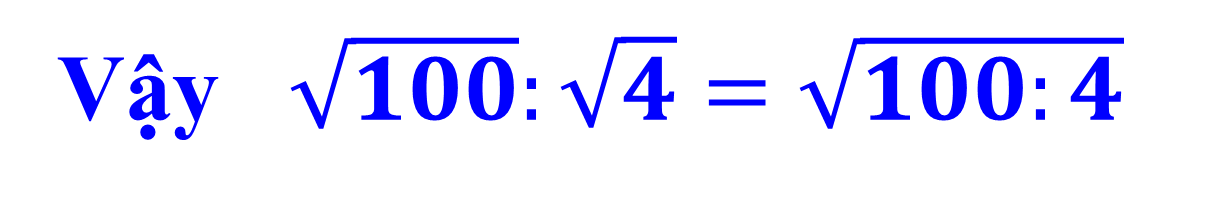 Vậy √100: √4 = √100: 4